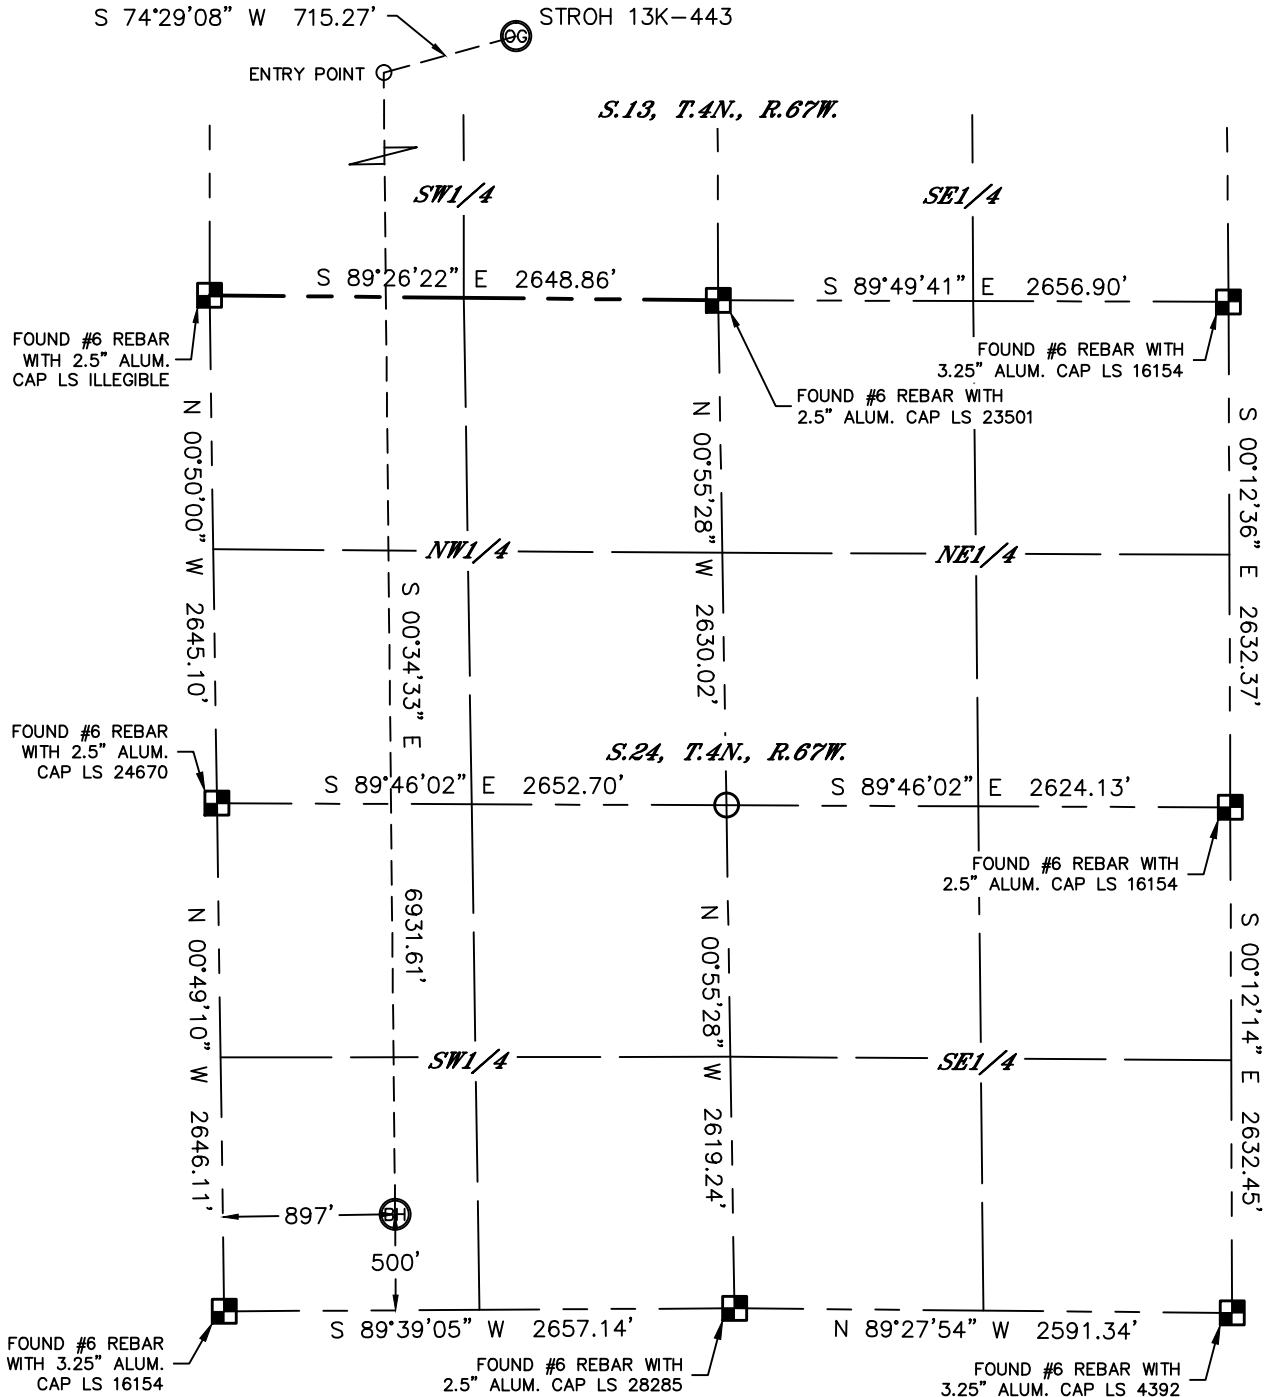 S 74°29'08" W 715.27'
OG
STROH 13K-443
ENTRY POINT
S.13, T.4N., R.67W.
SW1/4
SE1/4
S 89°26'22" E 2648.86'
S 89°49'41" E 2656.90'
FOUND #6 REBAR
WITH 2.5" ALUM.
CAP LS ILLEGIBLE
FOUND #6 REBAR WITH
2.5" ALUM. CAP LS 23501
FOUND #6 REBAR WITH
3.25" ALUM. CAP LS 16154
N 00°50'00" W 2645.10'
S 00°34'33" E 6931.61'
N 00°55'28" W 2630.02'
S 00°12'36" E 2632.37'
NW1/4
NE1/4
S.24, T.4N., R.67W.
FOUND #6 REBAR
WITH 2.5" ALUM.
CAP LS 24670
S 89°46'02" E 2652.70'
S 89°46'02" E 2624.13'
FOUND #6 REBAR WITH
2.5" ALUM. CAP LS 16154
N 00°49'10" W 2646.11'
N 00°55'28" W 2619.24'
S 00°12'14" E 2632.45'
SW1/4
SE1/4
897'
BH
500'
S 89°39'05" W 2657.14'
N 89°27'54" W 2591.34'
FOUND #6 REBAR
WITH 3.25" ALUM.
CAP LS 16154
FOUND #6 REBAR WITH
2.5" ALUM. CAP LS 28285
FOUND #6 REBAR WITH
3.25" ALUM. CAP LS 4392